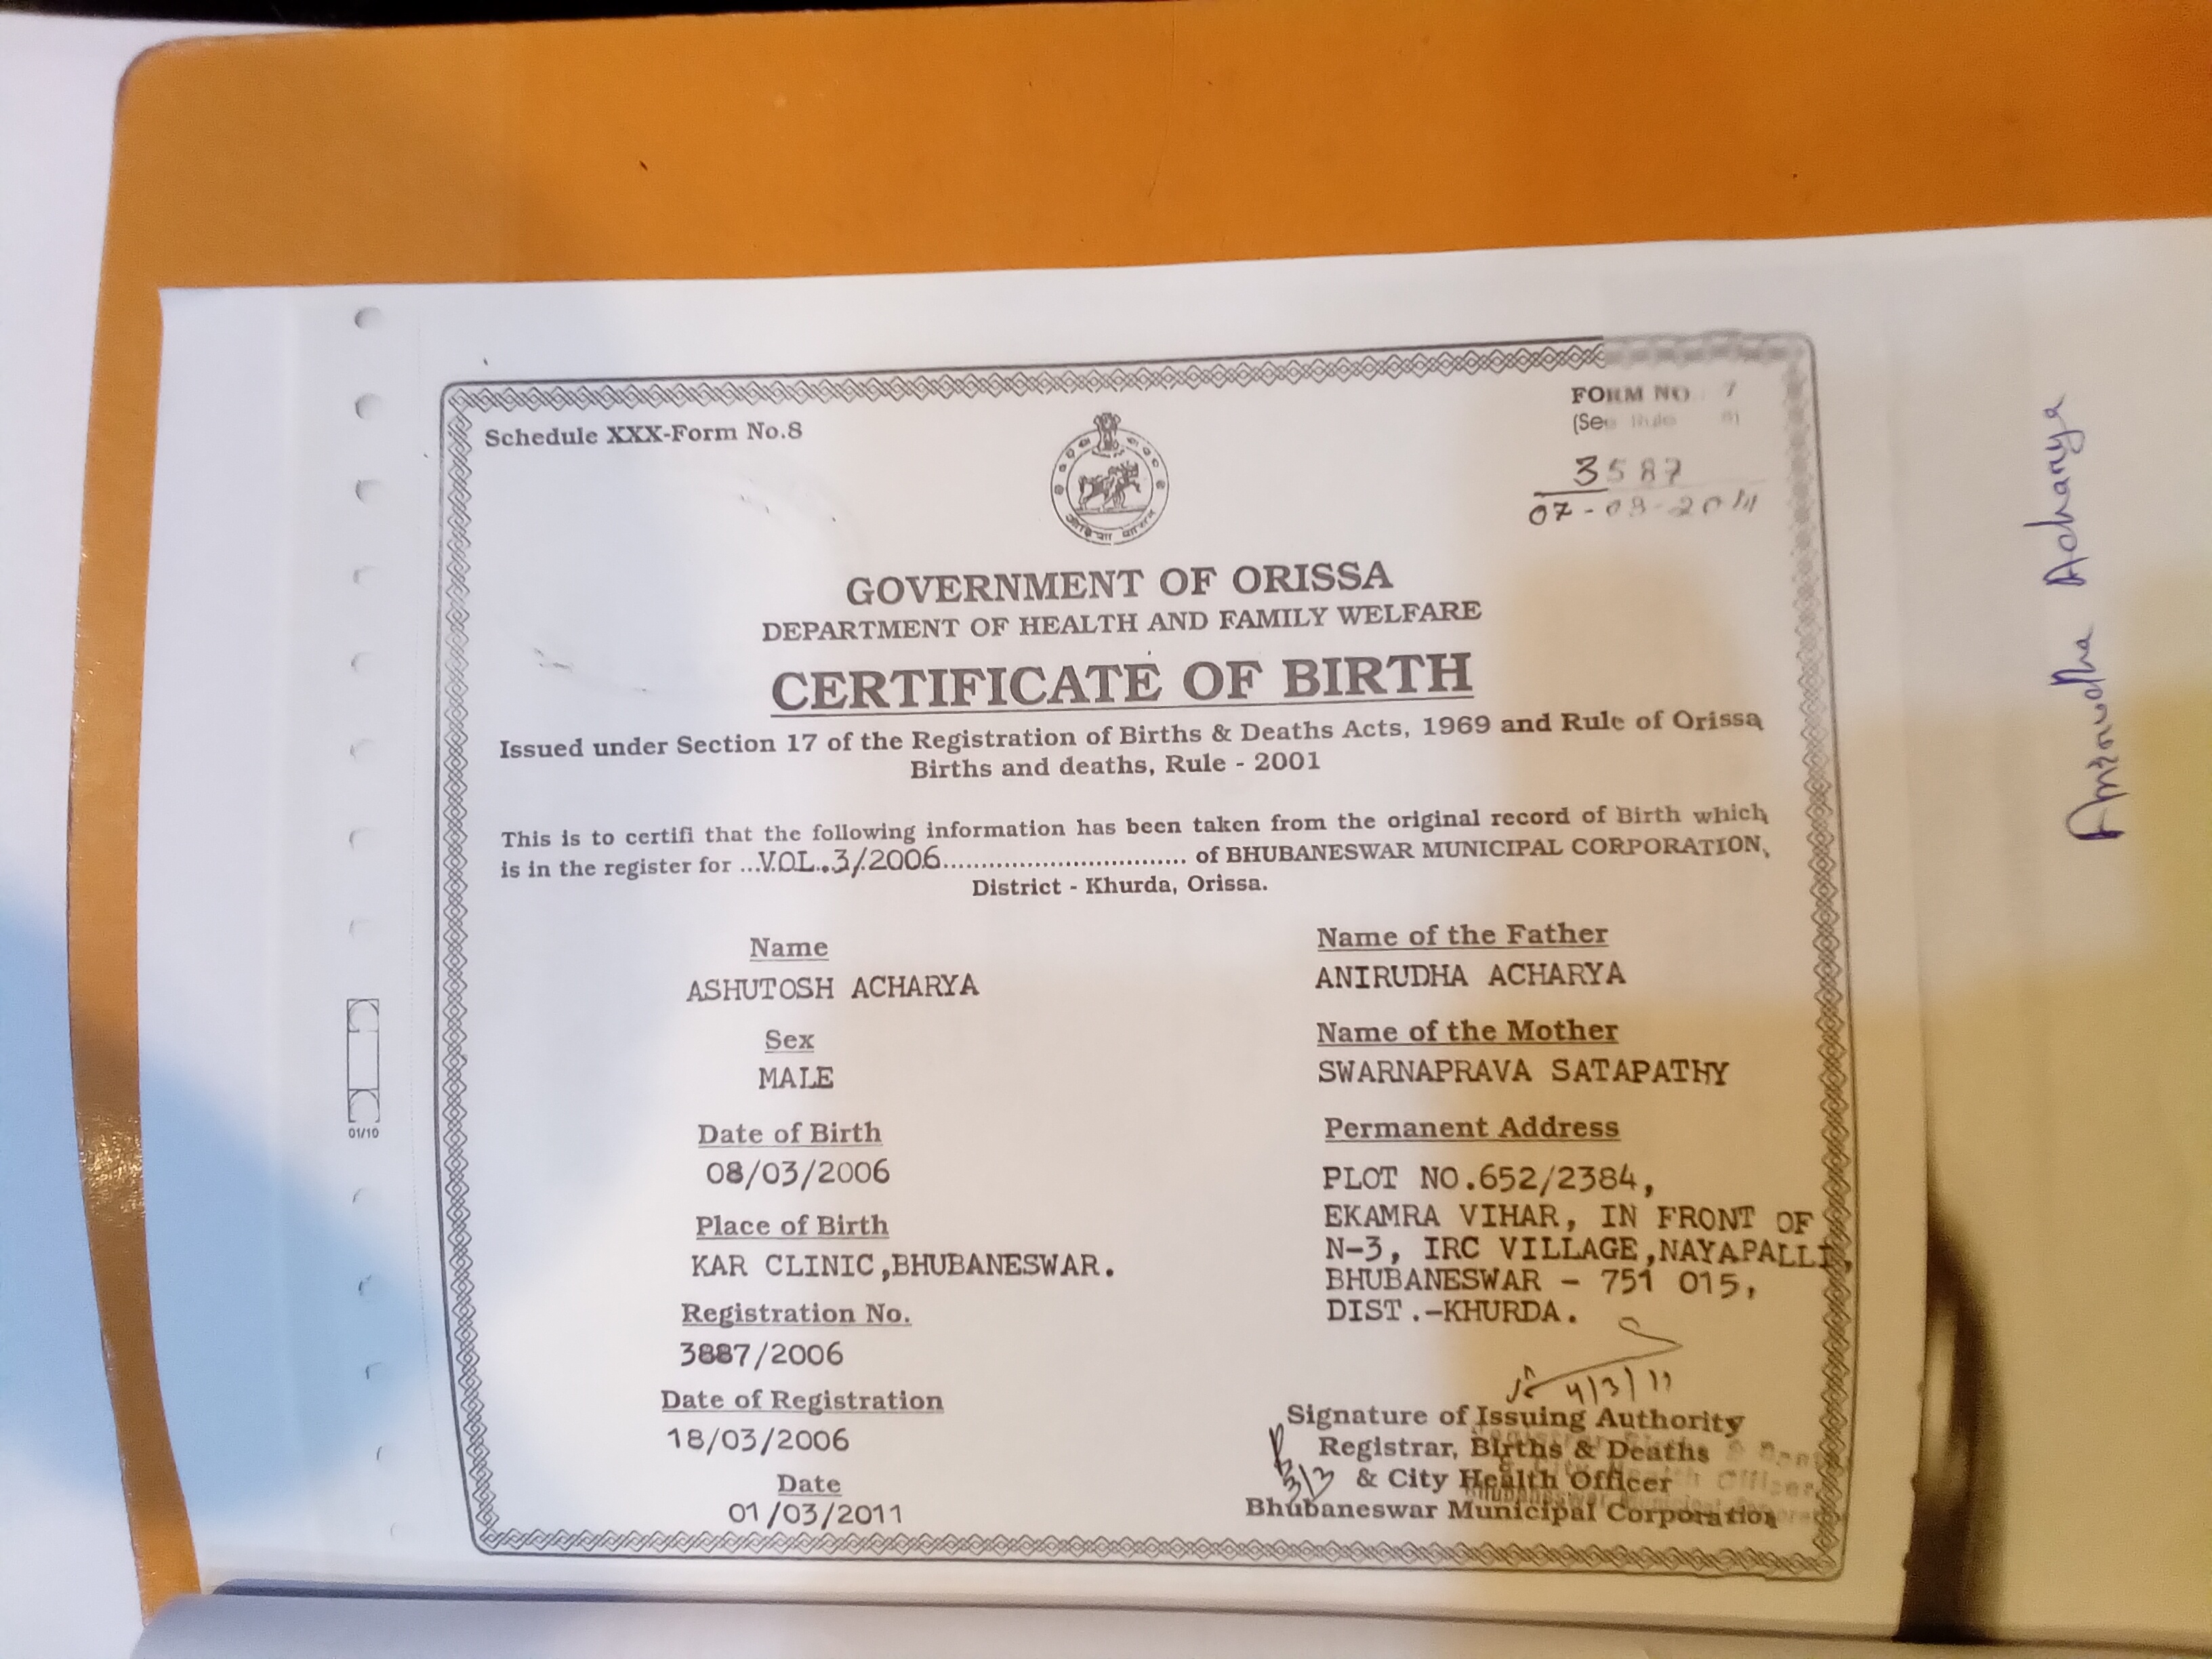 Schedule XXX-Form No.8
FORM NO. 7
(See Rule 8)
3587
07-03-2011
GOVERNMENT OF ORISSA
DEPARTMENT OF HEALTH AND FAMILY WELFARE
CERTIFICATE OF BIRTH
Issued under Section 17 of the Registration of Births & Deaths Acts, 1969 and Rule of Orissa
Births and deaths, Rule - 2001
This is to certifi that the following information has been taken from the original record of Birth which
is in the register for ...VOL.3/2006................................. of BHUBANESWAR MUNICIPAL CORPORATION,
District - Khurda, Orissa.
Name
ASHUTOSH ACHARYA
Sex
MALE
Date of Birth
08/03/2006
Place of Birth
KAR CLINIC,BHUBANESWAR.
Registration No.
3887/2006
Date of Registration
18/03/2006
Date
01/03/2011
Name of the Father
ANIRUDHA ACHARYA
Name of the Mother
SWARNAPRAVA SATAPATHY
Permanent Address
PLOT NO.652/2384,
EKAMRA VIHAR, IN FRONT OF
N-3, IRC VILLAGE,NAYAPALLI,
BHUBANESWAR - 751 015,
DIST.-KHURDA.
4/3/11
Signature of Issuing Authority
Registrar, Births & Deaths
& City Health Officer
Bhubaneswar Municipal Corporation
3/3
01/10
Anirudha Acharya